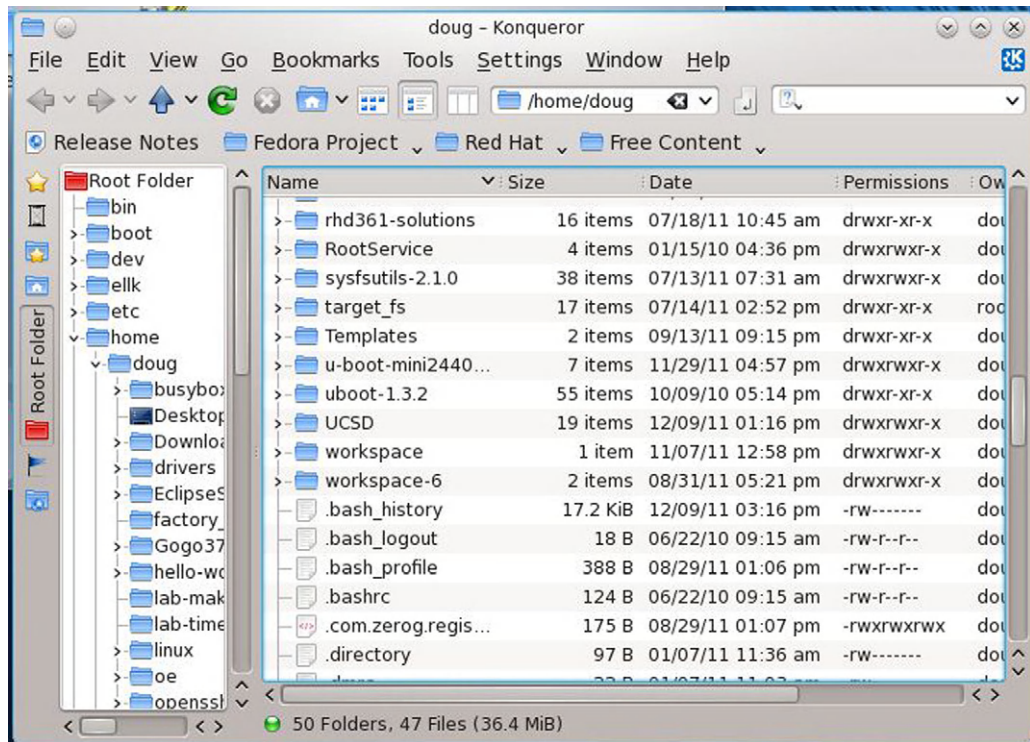 doug – Konqueror
File Edit View Go Bookmarks Tools Settings Window Help
/home/doug
Release Notes Fedora Project Red Hat Free Content
Root Folder
Root Folder
bin
boot
dev
ellk
etc
home
doug
busybo
Desktop
Downloa
drivers
EclipseS
factory_
Gogo37
hello-wo
lab-mak
lab-time
linux
oe
openssl
Name Size Date Permissions Ow
rhd361-solutions 16 items 07/18/11 10:45 am drwxr-xr-x dou
RootService 4 items 01/15/10 04:36 pm drwxrwxr-x dou
sysfsutils-2.1.0 38 items 07/13/11 07:31 am drwxrwxr-x dou
target_fs 17 items 07/14/11 02:52 pm drwxr-xr-x roo
Templates 2 items 09/13/11 09:15 pm drwxr-xr-x dou
u-boot-mini2440... 7 items 11/29/11 04:57 pm drwxrwxr-x dou
uboot-1.3.2 55 items 10/09/10 05:14 pm drwxr-xr-x dou
UCSD 19 items 12/09/11 01:16 pm drwxrwxr-x dou
workspace 1 item 11/07/11 12:58 pm drwxrwxr-x dou
workspace-6 2 items 08/31/11 05:21 pm drwxrwxr-x dou
.bash_history 17.2 KiB 12/09/11 03:16 pm -rw------- dou
.bash_logout 18 B 06/22/10 09:15 am -rw-r--r-- dou
.bash_profile 388 B 08/29/11 01:06 pm -rw-r--r-- dou
.bashrc 124 B 06/22/10 09:15 am -rw-r--r-- dou
.com.zerog.regis... 175 B 08/29/11 01:07 pm -rwxrwxrwx dou
.directory 97 B 01/07/11 11:36 am -rw------- dou
50 Folders, 47 Files (36.4 MiB)